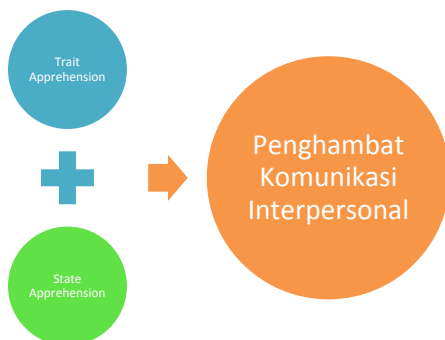 Trait
Apprehension
Penghambat
Komunikasi
Interpersonal
State
Apprehension